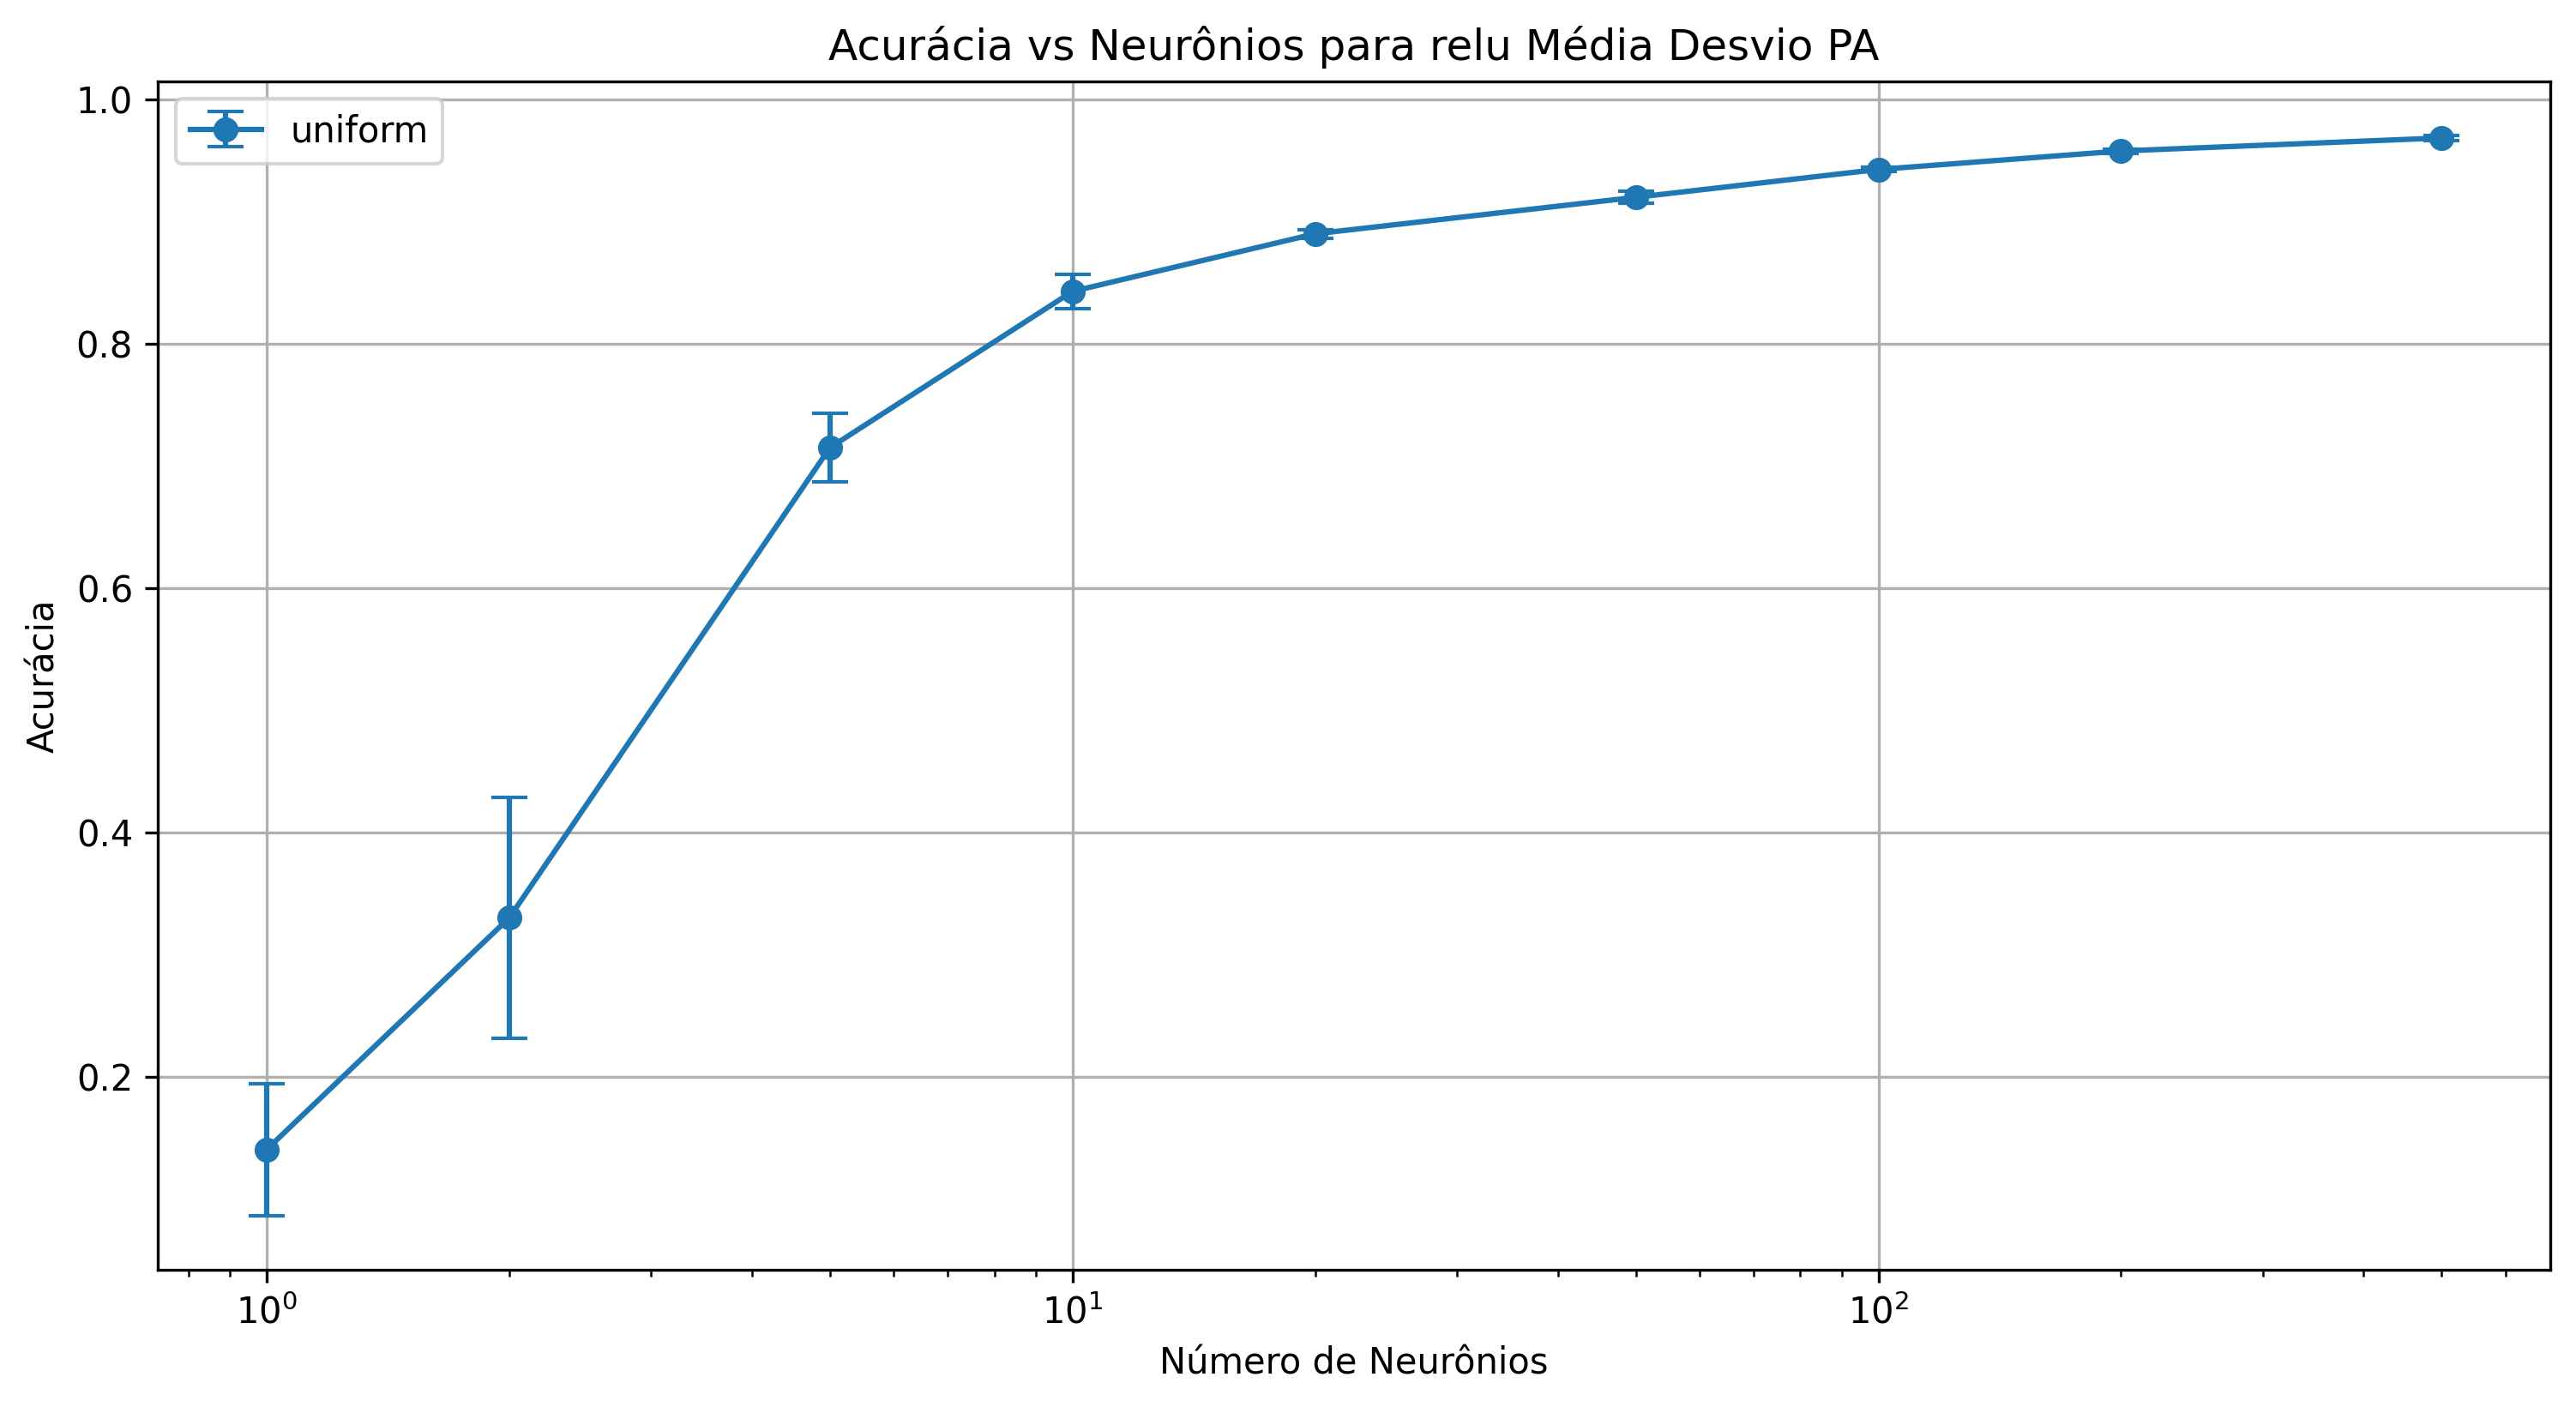 Acurácia vs Neurônios para relu Média Desvio PA
uniform
1.0
0.8
0.6
0.4
0.2
Acurácia
10⁰
10¹
10²
Número de Neurônios